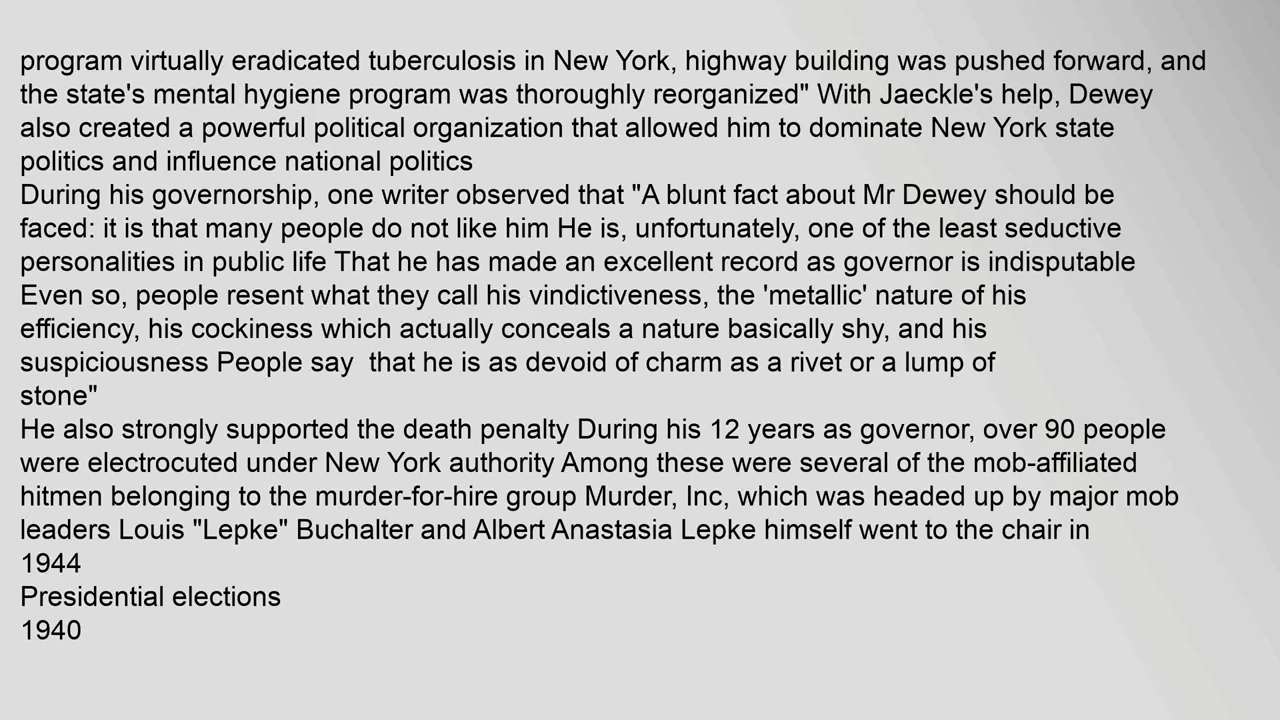 program virtually eradicated tuberculosis in New York, highway building was pushed forward, and
the state's mental hygiene program was thoroughly reorganized" With Jaeckle's help, Dewey
also created a powerful political organization that allowed him to dominate New York state
politics and influence national politics
During his governorship, one writer observed that "A blunt fact about Mr Dewey should be
faced: it is that many people do not like him He is, unfortunately, one of the least seductive
personalities in public life That he has made an excellent record as governor is indisputable
Even so, people resent what they call his vindictiveness, the 'metallic' nature of his
efficiency, his cockiness which actually conceals a nature basically shy, and his
suspiciousness People say  that he is as devoid of charm as a rivet or a lump of
stone"
He also strongly supported the death penalty During his 12 years as governor, over 90 people
were electrocuted under New York authority Among these were several of the mob-affiliated
hitmen belonging to the murder-for-hire group Murder, Inc, which was headed up by major mob
leaders Louis "Lepke" Buchalter and Albert Anastasia Lepke himself went to the chair in
1944
Presidential elections
1940